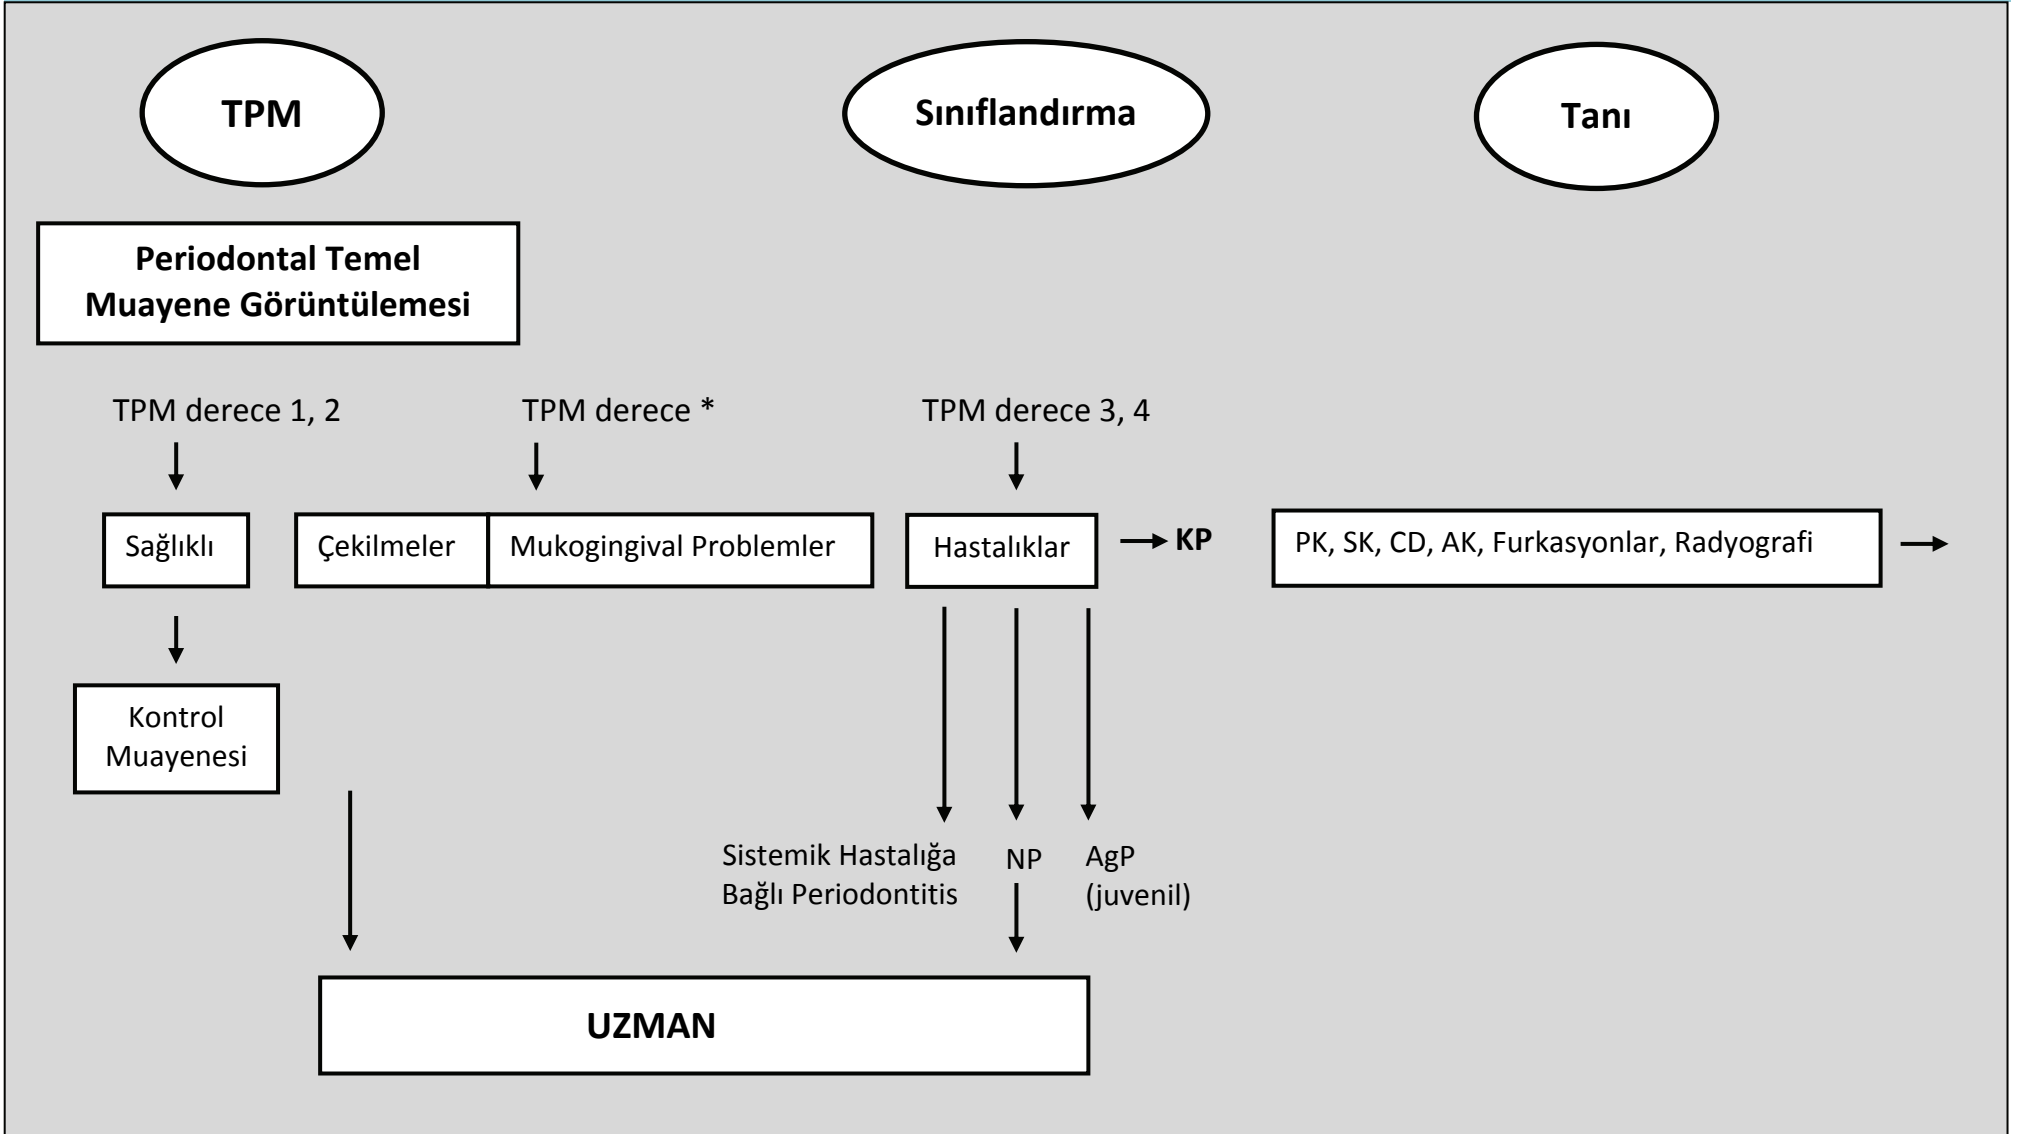 TPM
Sınıflandırma
Tanı
Periodontal Temel
Muayene Görüntülemesi
TPM derece 1, 2
TPM derece *
TPM derece 3, 4
Sağlıklı
Çekilmeler
Mukogingival Problemler
Hastalıklar
KP
PK, SK, CD, AK, Furkasyonlar, Radyografi
Kontrol
Muayenesi
Sistemik Hastalığa
Bağlı Periodontitis
NP
AgP
(juvenil)
UZMAN